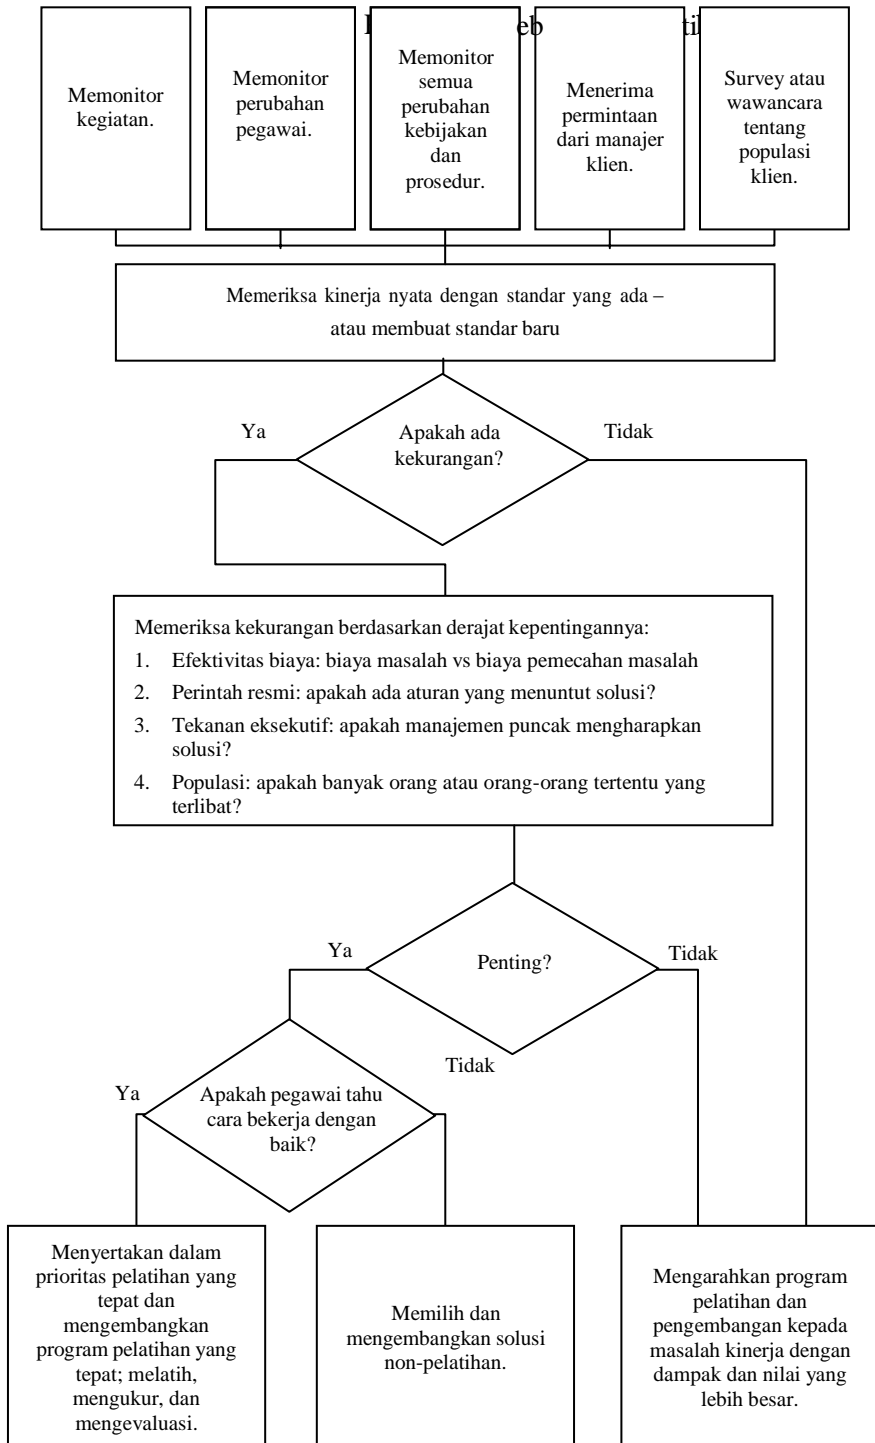 Memonitor
kegiatan.
Memonitor
perubahan
pegawai.
Memonitor
semua
perubahan
kebijakan
dan
prosedur.
Menerima
permintaan
dari manajer
klien.
Survey atau
wawancara
tentang
populasi
klien.
Memeriksa kinerja nyata dengan standar yang ada –
atau membuat standar baru
Ya
Apakah ada
kekurangan?
Tidak
Memeriksa kekurangan berdasarkan derajat kepentingannya:
1. Efektivitas biaya: biaya masalah vs biaya pemecahan masalah
2. Perintah resmi: apakah ada aturan yang menuntut solusi?
3. Tekanan eksekutif: apakah manajemen puncak mengharapkan
solusi?
4. Populasi: apakah banyak orang atau orang-orang tertentu yang
terlibat?
Ya
Penting?
Tidak
Ya
Apakah pegawai tahu
cara bekerja dengan
baik?
Tidak
Menyertakan dalam
prioritas pelatihan yang
tepat dan
mengembangkan
program pelatihan yang
tepat; melatih,
mengukur, dan
mengevaluasi.
Memilih dan
mengembangkan solusi
non-pelatihan.
Mengarahkan program
pelatihan dan
pengembangan kepada
masalah kinerja dengan
dampak dan nilai yang
lebih besar.